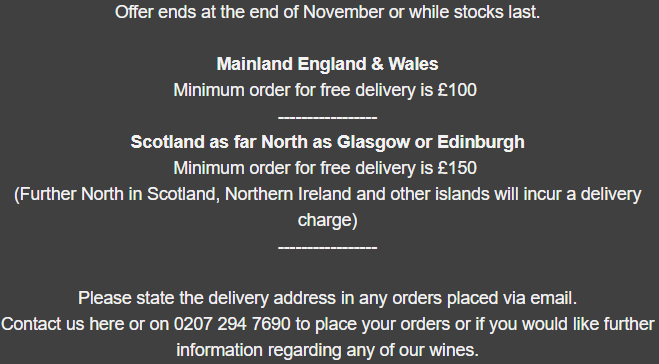 Offer ends at the end of November or while stocks last.
Mainland England & Wales
Minimum order for free delivery is £100
-----------------
Scotland as far North as Glasgow or Edinburgh
Minimum order for free delivery is £150
(Further North in Scotland, Northern Ireland and other islands will incur a delivery
charge)
-----------------
Please state the delivery address in any orders placed via email.
Contact us here or on 0207 294 7690 to place your orders or if you would like further
information regarding any of our wines.